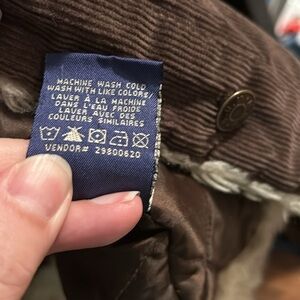 MACHINE WASH COLD
WASH WITH LIKE COLORS/
LAVER À LA MACHINE
DANS L'EAU FROIDE
LAVER AVEC DES
COULEURS SIMILAIRES
VENDOR# 29800620